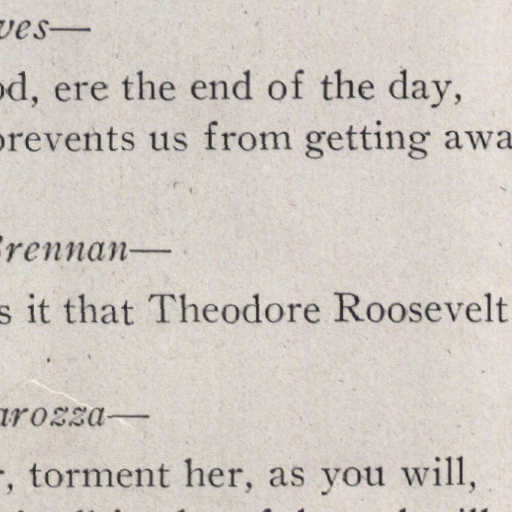 ves—
od, ere the end of the day,
prevents us from getting awa
Brennan—
s it that Theodore Roosevelt
arozza—
r, torment her, as you will,